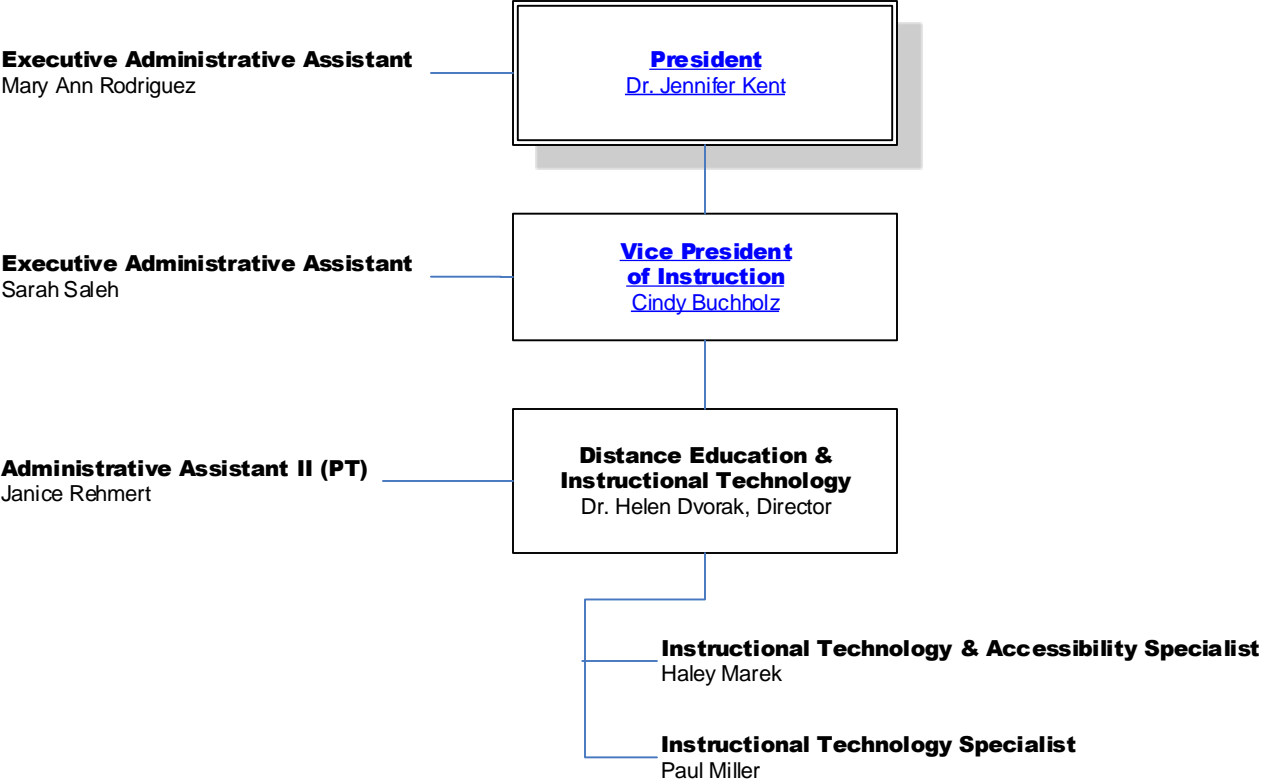 Executive Administrative Assistant
Mary Ann Rodriguez
President
Dr. Jennifer Kent
Executive Administrative Assistant
Sarah Saleh
Vice President
of Instruction
Cindy Buchholz
Administrative Assistant II (PT)
Janice Rehmert
Distance Education &
Instructional Technology
Dr. Helen Dvorak, Director
Instructional Technology & Accessibility Specialist
Haley Marek
Instructional Technology Specialist
Paul Miller